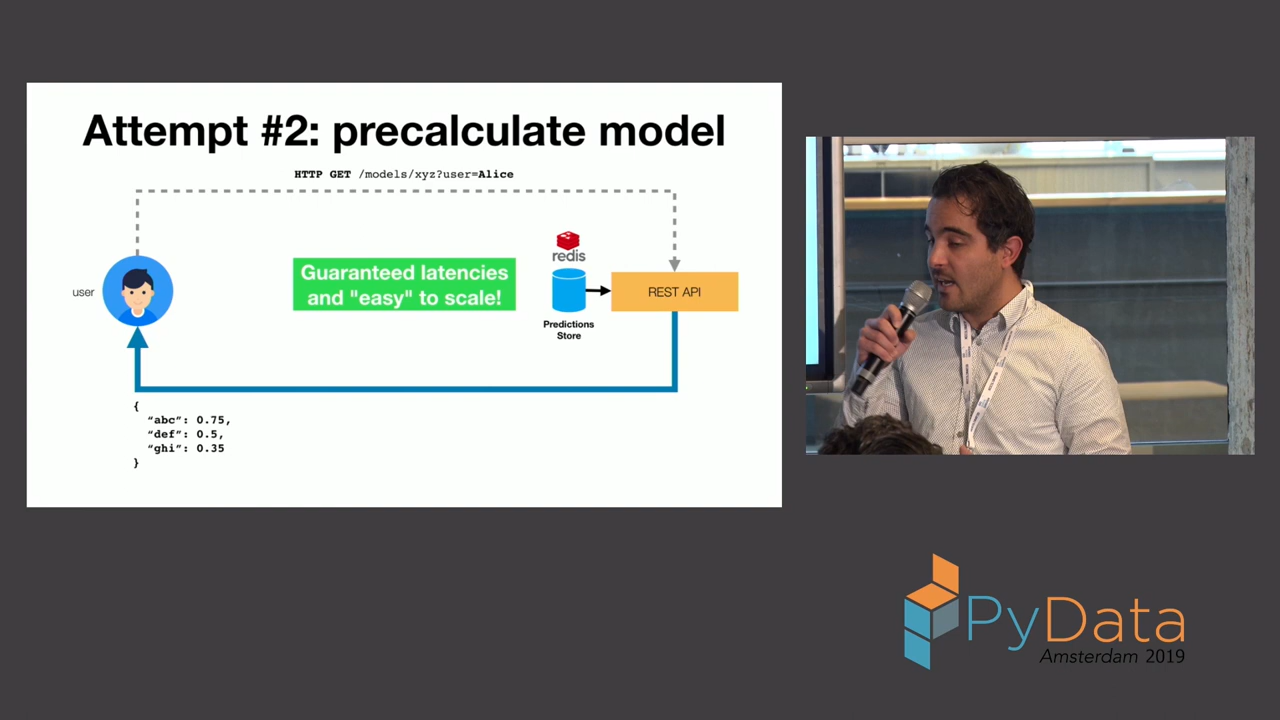 Attempt #2: precalculate model
HTTP GET /models/xyz?user=Alice
redis
Guaranteed latencies
and "easy" to scale!
user
REST API
Predictions
Store
{
“abc”: 0.75,
“def”: 0.5,
“ghi”: 0.35
}
PyData
Amsterdam 2019